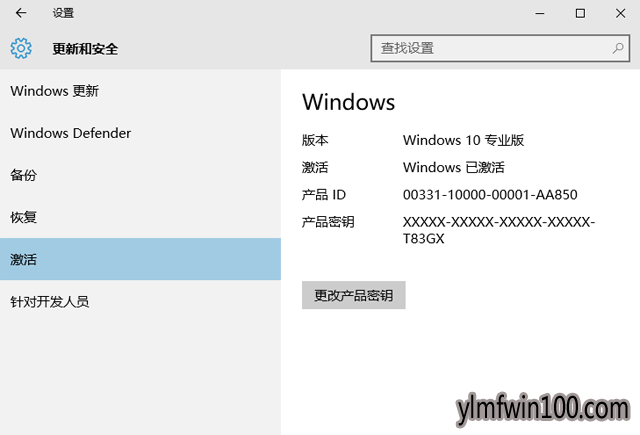 设置
更新和安全
查找设置
Windows 更新
Windows Defender
备份
恢复
激活
针对开发人员
Windows
版本 Windows 10 专业版
激活 Windows 已激活
产品 ID 00331-10000-00001-AA850
产品密钥 XXXXX-XXXXX-XXXXX-XXXXX-
T83GX
更改产品密钥
ylmfwin100.com